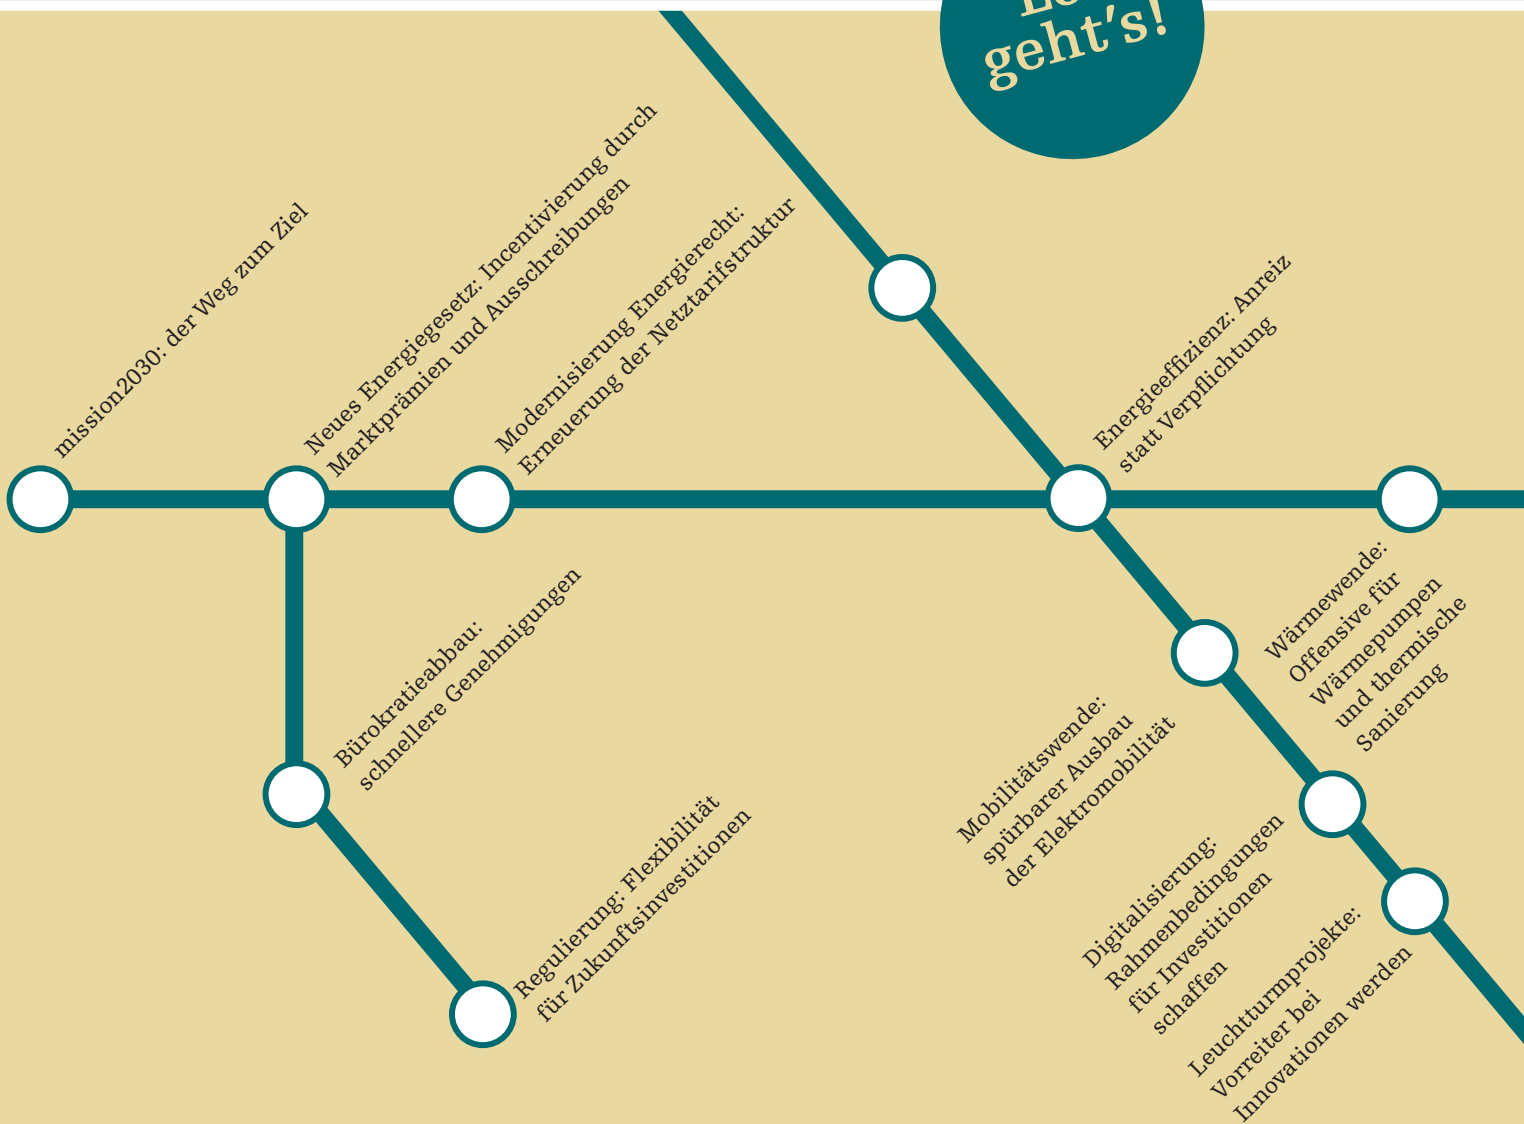 geht's!
mission2030: der Weg zum Ziel
Neues Energiegesetz: Incentivierung durch
Marktprämien und Ausschreibungen
Modernisierung Energierecht:
Erneuerung der Netztarifstruktur
Energieeffizienz: Anreiz
statt Verpflichtung
Wärmewende:
Offensive für
Wärmepumpen
und thermische
Sanierung
Bürokratieabbau:
schnellere Genehmigungen
Mobilitätswende:
spürbarer Ausbau
der Elektromobilität
Regulierung: Flexibilität
für Zukunftsinvestitionen
Digitalisierung:
Rahmenbedingungen
für Investitionen
schaffen
Leuchtturmprojekte:
Vorreiter bei
Innovationen werden